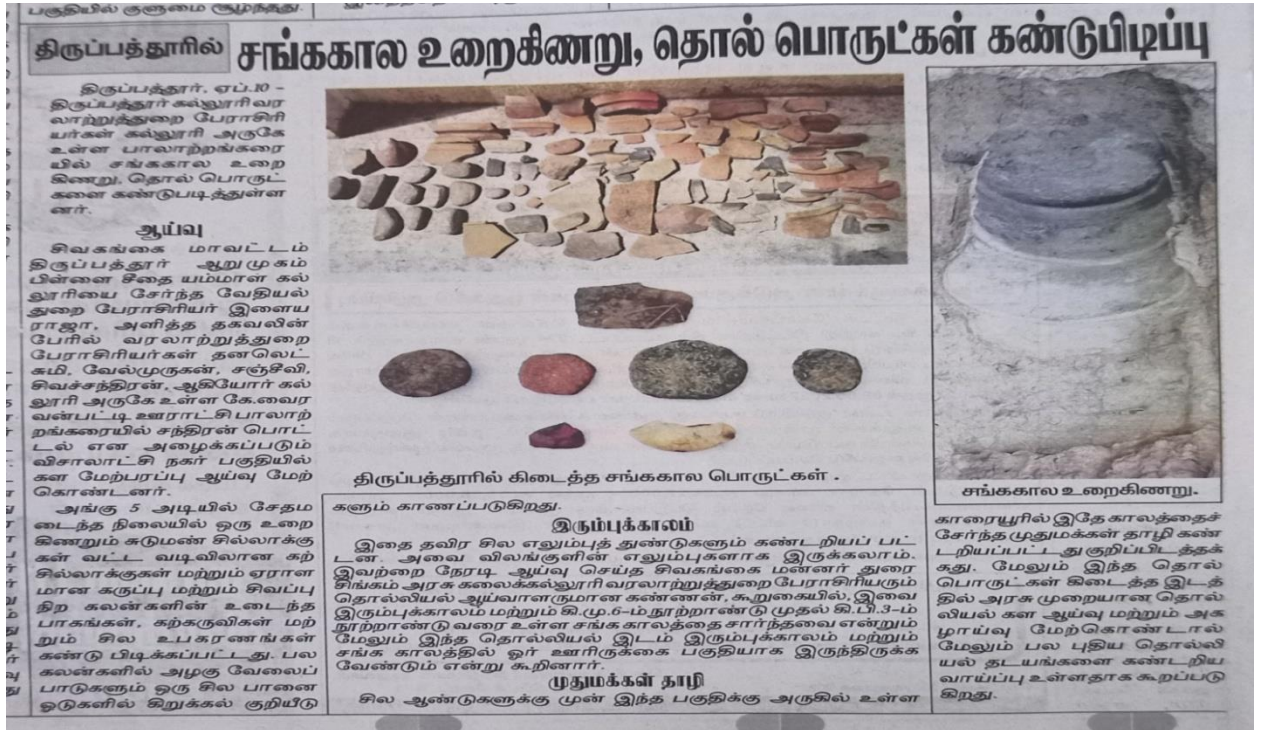 பகுதியில் குளுமை சூழந்தது.
திருப்பத்தூரில்
சங்ககால உறைகிணறு, தொல் பொருட்கள் கண்டுபிடிப்பு
திருப்பத்தூர், ஏப்.10 –
திருப்பத்தூர் கல்லூரி வர
லாற்றுத்துறை பேராசிரி
யர்கள் கல்லூரி அருகே
உள்ள பாலாற்றங்கரை
யில் சங்ககால உறை
கிணறு, தொல் பொருட்
களை கண்டுபடித்துள்ள
னர்.
ஆய்வு
சிவகங்கை மாவட்டம்
திருப்பத்தூர் ஆறுமுகம்
பிள்ளை சீதை யம்மாள் கல்
லூரியை சேர்ந்த வேதியல்
துறை பேராசிரியர் இளைய
ராஜா, அளித்த தகவலின்
பேரில் வரலாற்றுத்துறை
பேராசிரியர்கள் தனலெட்
சுமி, வேல்முருகன், சஞ்சீவி,
சிவச்சந்திரன், ஆகியோர் கல்
லூரி அருகே உள்ள கே.வைர
வன்பட்டி ஊராட்சி பாலாற்
றங்கரையில் சந்திரன் பொட்
டல் என அழைக்கப்படும்
விசாலாட்சி நகர் பகுதியில்
கள மேற்பரப்பு ஆய்வு மேற்
கொண்டனர்.
அங்கு 5 அடியில் சேதம
டைந்த நிலையில் ஒரு உறை
கிணறும் சுடுமண் சில்லாக்கு
கள் வட்ட வடிவிலான கற்
சில்லாக்குகள் மற்றும் ஏராள
மான கருப்பு மற்றும் சிவப்பு
நிற கலன்களின் உடைந்த
பாகங்கள், கற்கருவிகள் மற்
றும் சில உபகரணங்கள்
கண்டு பிடிக்கப்பட்டது. பல
கலன்களில் அழகு வேலைப்
பாடுகளும் ஒரு சில பானை
ஓடுகளில் கிறுக்கல் குறியீடு
திருப்பத்தூரில் கிடைத்த சங்ககால பொருட்கள் .
களும் காணப்படுகிறது.
இரும்புக்காலம்
இதை தவிர சில எலும்புத் துண்டுகளும் கண்டறியப் பட்
டன. அவை விலங்குளின் எலும்புகளாக இருக்கலாம்.
இவற்றை நேரடி ஆய்வு செய்த சிவகங்கை மன்னர் துரை
சிங்கம் அரசு கலைக்கல்லூரி வரலாற்றுத்துறை பேராசிரியரும்
தொல்லியல் ஆய்வாளருமான கண்ணன், கூறுகையில், இவை
இரும்புக்காலம் மற்றும் கி.மு.6-ம் நூற்றாண்டு முதல் கி.பி.3-ம்
நூற்றாண்டு வரை உள்ள சங்க காலத்தை சார்ந்தவை என்றும்
மேலும் இந்த தொல்லியல் இடம் இரும்புக்காலம் மற்றும்
சங்க காலத்தில் ஓர் ஊரிருக்கை பகுதியாக இருந்திருக்க
வேண்டும் என்று கூறினார்.
முதுமக்கள் தாழி
சில ஆண்டுகளுக்கு முன் இந்த பகுதிக்கு அருகில் உள்ள
சங்ககால உறைகிணறு.
காரையூரில் இதே காலத்தைச்
சேர்ந்த முதுமக்கள் தாழி கண்
டறியப்பட்டது குறிப்பிடத்தக்
கது. மேலும் இந்த தொல்
பொருட்கள் கிடைத்த இடத்
தில் அரசு முறையான தொல்
லியல் கள ஆய்வு மற்றும் அக
ழாய்வு மேற்கொண்டால்
மேலும் பல புதிய தொல்லி
யல் தடயங்களை கண்டறிய
வாய்ப்பு உள்ளதாக கூறப்படு
கிறது.